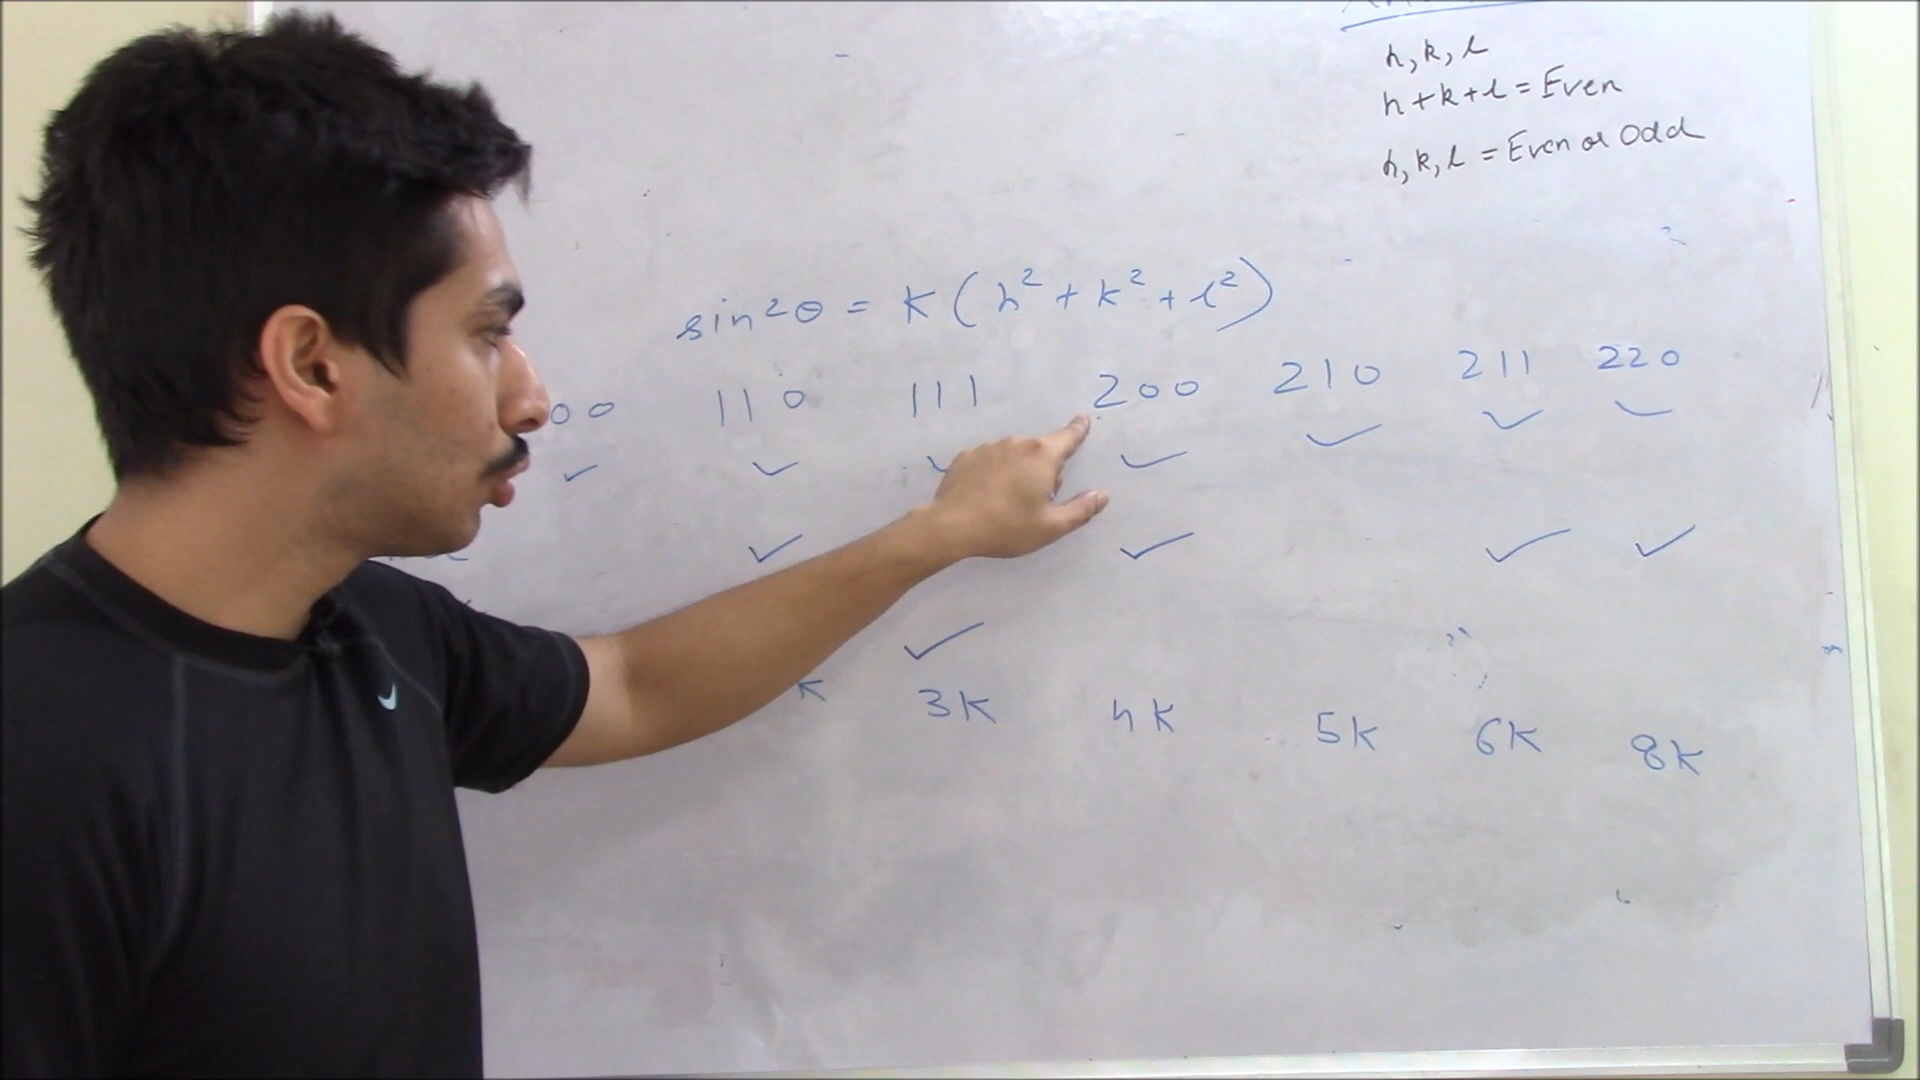 h, k, l
h+k+l = Even
h, k, l = Even or Odd
sin²θ = K (h² + k² + l²)
00 110 111 200 210 211 220
✓ ✓ ✓ ✓ ✓ ✓ ✓
✓ ✓ ✓ ✓
✓
K 3K 4K 5K 6K 8K